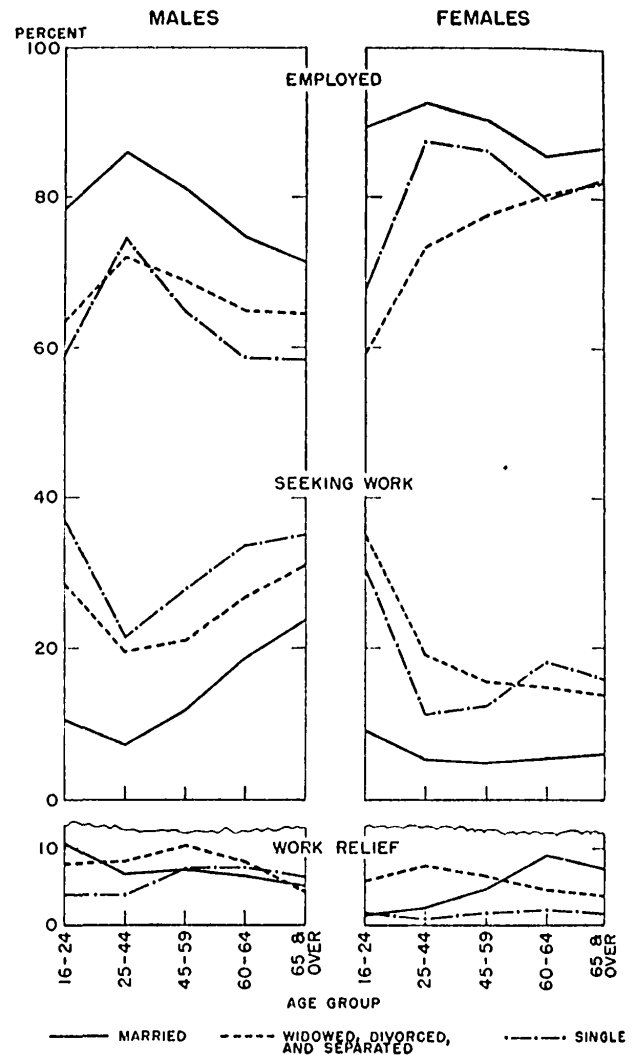 MALES
FEMALES
PERCENT
100
EMPLOYED
80
60
40
SEEKING WORK
20
0
WORK RELIEF
10
0
16-24
25-44
45-59
60-64
65 &
OVER
16-24
25-44
45-59
60-64
65 &
OVER
AGE GROUP
MARRIED
WIDOWED, DIVORCED,
AND SEPARATED
SINGLE